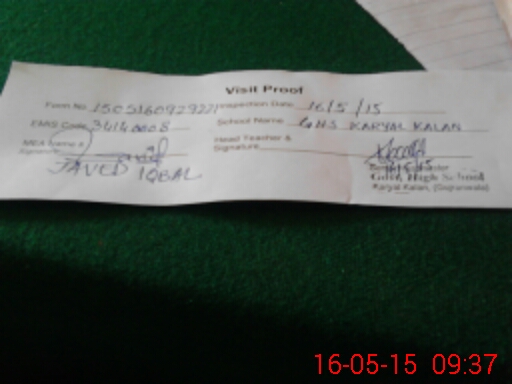 Visit Proof
Form No. 150516092922 Inspection Date 16/5/15
EMIS Code 34140008 School Name GHS KARYAL KALAN
MEA Name & Signature Head Teacher & Signature
JAVED IQBAL
Govt. High School
Karyal Kalan, (Gujranwala)
16-05-15 09:37